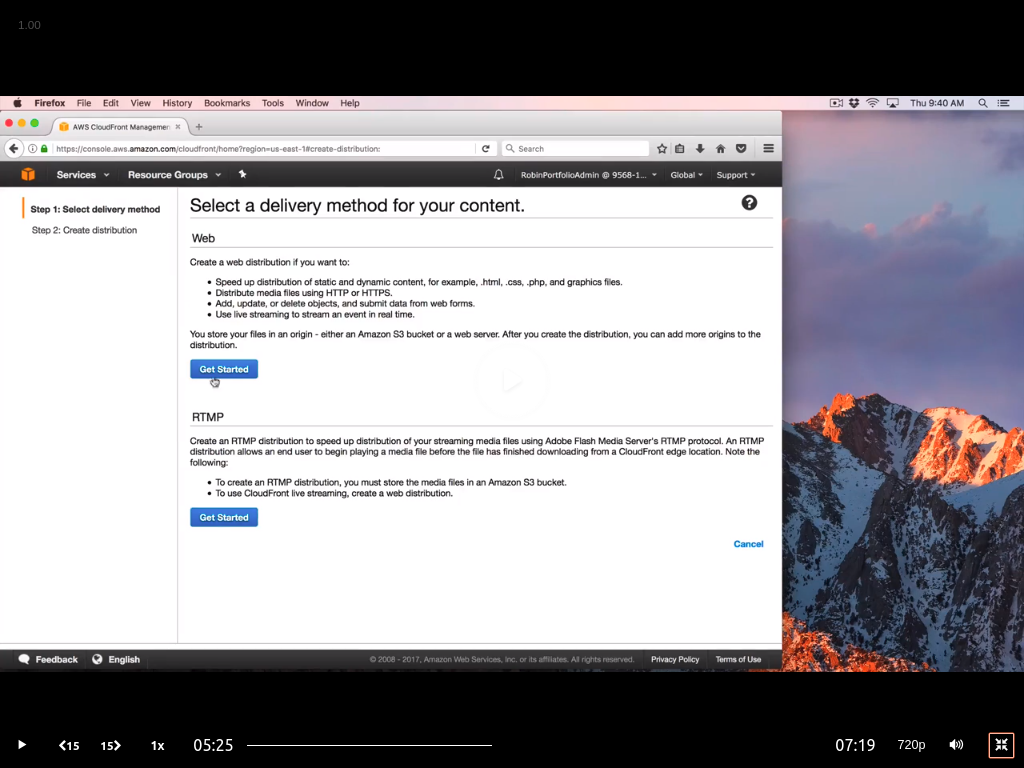 1.00
Firefox File Edit View History Bookmarks Tools Window Help Thu 9:40 AM
AWS CloudFront Managemen
https://console.aws.amazon.com/cloudfront/home?region=us-east-1#create-distribution: Search
Services Resource Groups RobinPortfolioAdmin @ 9568-1... Global Support
Step 1: Select delivery method
Step 2: Create distribution
Select a delivery method for your content. ?
Web
Create a web distribution if you want to:
• Speed up distribution of static and dynamic content, for example, .html, .css, .php, and graphics files.
• Distribute media files using HTTP or HTTPS.
• Add, update, or delete objects, and submit data from web forms.
• Use live streaming to stream an event in real time.
You store your files in an origin - either an Amazon S3 bucket or a web server. After you create the distribution, you can add more origins to the
distribution.
Get Started
RTMP
Create an RTMP distribution to speed up distribution of your streaming media files using Adobe Flash Media Server's RTMP protocol. An RTMP
distribution allows an end user to begin playing a media file before the file has finished downloading from a CloudFront edge location. Note the
following:
• To create an RTMP distribution, you must store the media files in an Amazon S3 bucket.
• To use CloudFront live streaming, create a web distribution.
Get Started
Cancel
Feedback English © 2008 - 2017, Amazon Web Services, Inc. or its affiliates. All rights reserved. Privacy Policy Terms of Use
15 15 1x 05:25 07:19 720p